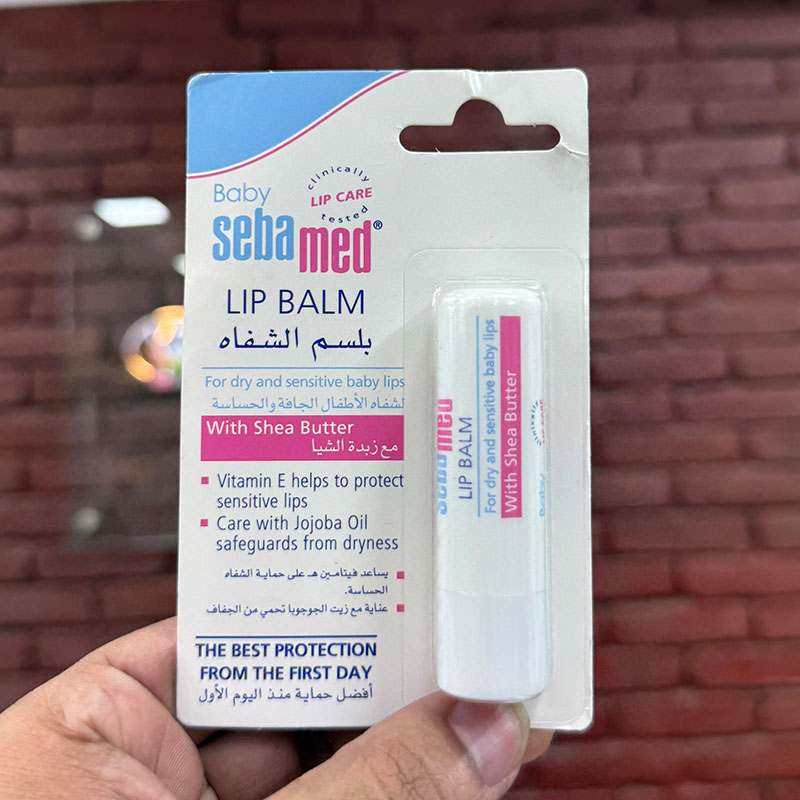 Baby
clinically
LIP CARE
tested
sebamed®
LIP BALM
بلسم الشفاه
For dry and sensitive baby lips
لشفاه الأطفال الجافة والحساسة
With Shea Butter
مع زبدة الشيا
Vitamin E helps to protect
sensitive lips
Care with Jojoba Oil
safeguards from dryness
يساعد فيتامين هـ على حماية الشفاه
الحساسة.
عناية مع زيت الجوجوبا تحمي من الجفاف
THE BEST PROTECTION
FROM THE FIRST DAY
أفضل حماية منذ اليوم الأول
sebamed
LIP BALM
For dry and sensitive baby lips
With Shea Butter
Baby